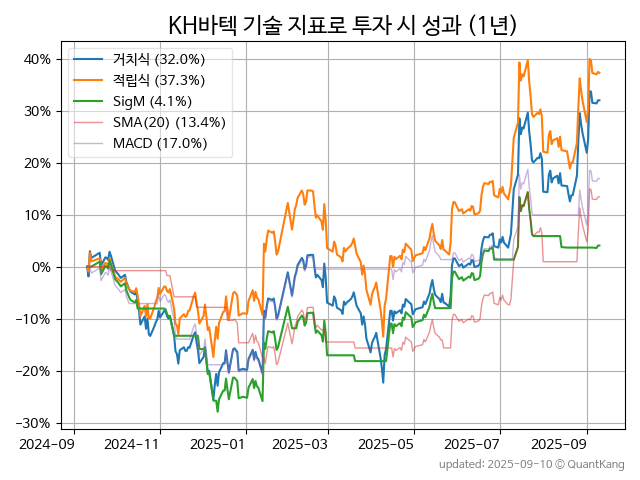 KH바텍 기술 지표로 투자 시 성과 (1년)
거치식 (32.0%)
적립식 (37.3%)
SigM (4.1%)
SMA(20) (13.4%)
MACD (17.0%)
40%
30%
20%
10%
0%
−10%
−20%
−30%
2024-09
2024-11
2025-01
2025-03
2025-05
2025-07
2025-09
updated: 2025-09-10 © QuantKang